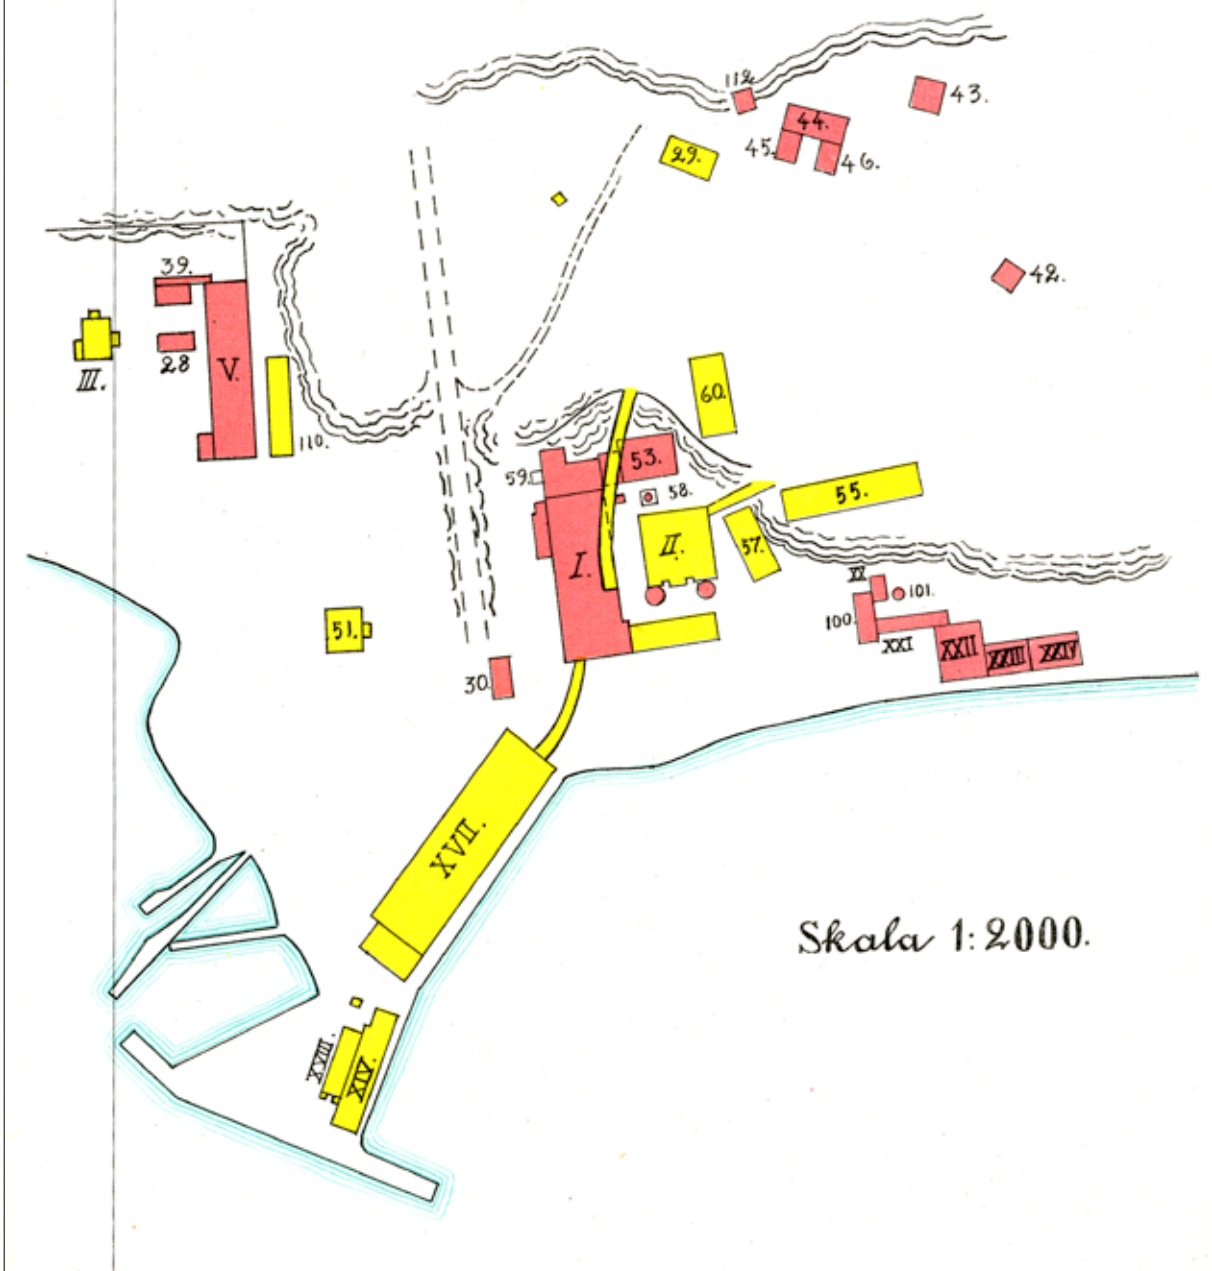 112.
43.
44.
29.
45.
46.
39.
42.
III.
28
V.
60.
110.
59.
53.
58.
55.
I.
II.
57.
XX
101.
100.
51.
XXI
XXII
XXIII
XXIV
30.
XVII.
Skala 1:2000.
XVIII.
XIV.